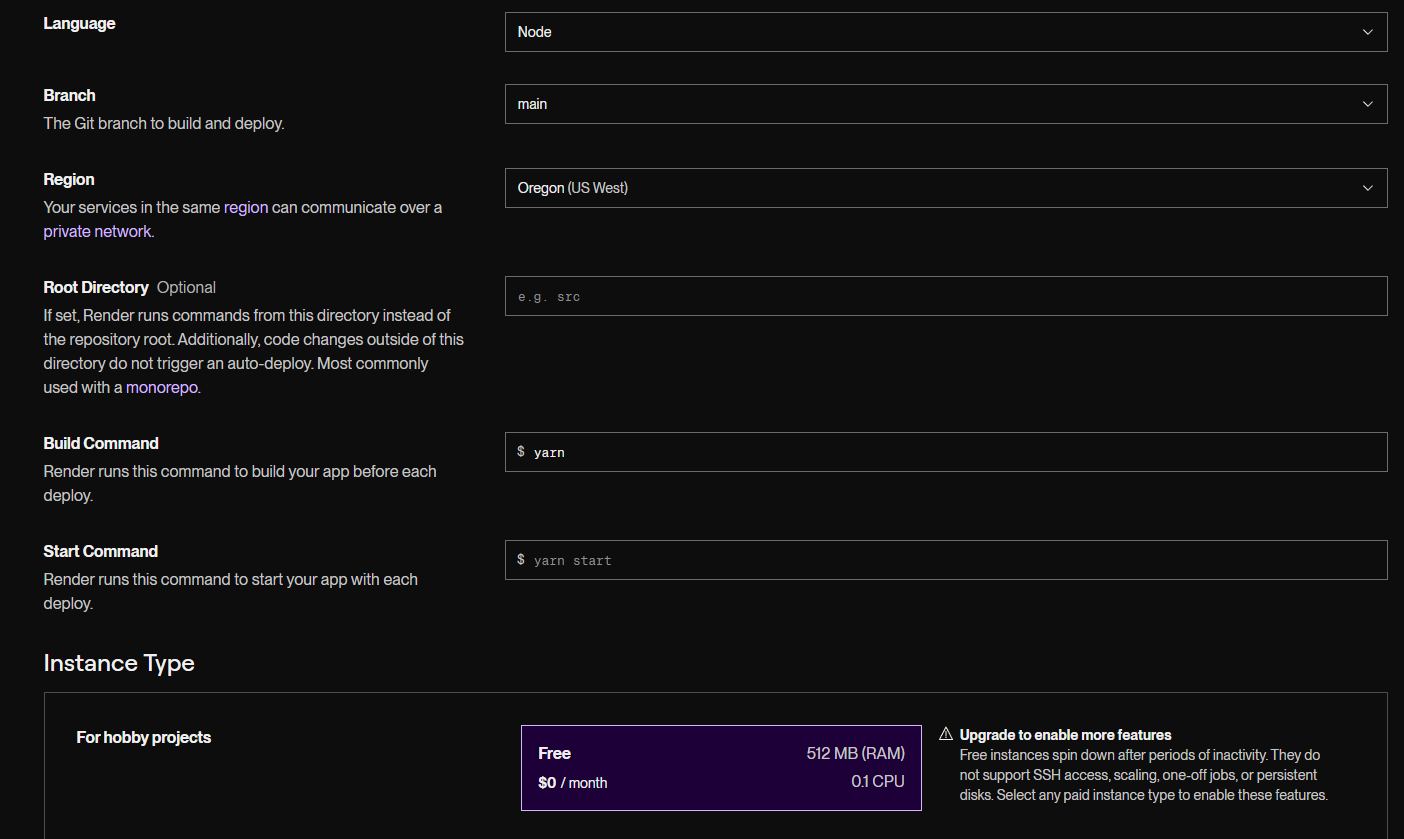 Language
Node
Branch
The Git branch to build and deploy.
main
Region
Your services in the same region can communicate over a
private network.
Oregon (US West)
Root Directory Optional
If set, Render runs commands from this directory instead of
the repository root. Additionally, code changes outside of this
directory do not trigger an auto-deploy. Most commonly
used with a monorepo.
e.g. src
Build Command
Render runs this command to build your app before each
deploy.
$ yarn
Start Command
Render runs this command to start your app with each
deploy.
$ yarn start
Instance Type
For hobby projects
Free 512 MB (RAM)
$0 / month 0.1 CPU
Upgrade to enable more features
Free instances spin down after periods of inactivity. They do
not support SSH access, scaling, one-off jobs, or persistent
disks. Select any paid instance type to enable these features.